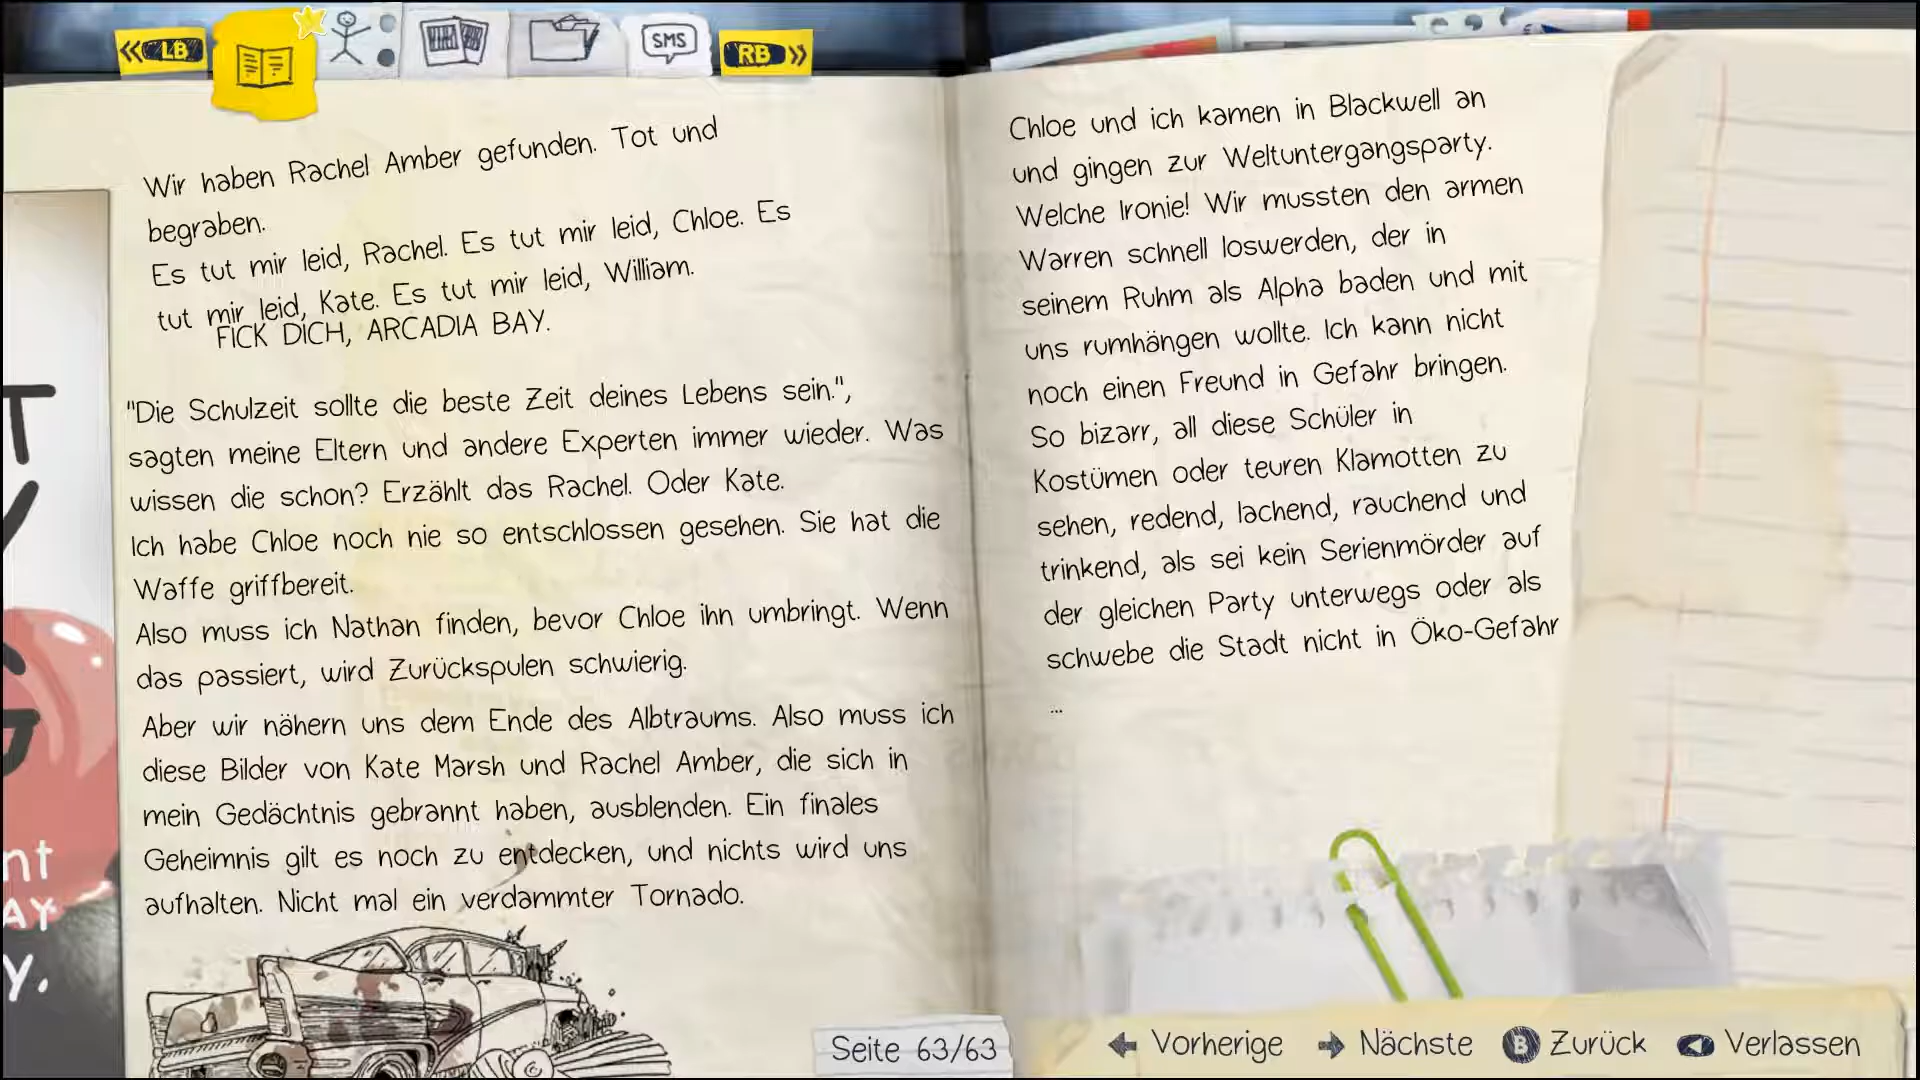 LB
SMS
RB
Wir haben Rachel Amber gefunden. Tot und
begraben.
Es tut mir leid, Rachel. Es tut mir leid, Chloe. Es
tut mir leid, Kate. Es tut mir leid, William.
FICK DICH, ARCADIA BAY.
"Die Schulzeit sollte die beste Zeit deines Lebens sein.",
sagten meine Eltern und andere Experten immer wieder. Was
wissen die schon? Erzählt das Rachel. Oder Kate.
Ich habe Chloe noch nie so entschlossen gesehen. Sie hat die
Waffe griffbereit.
Also muss ich Nathan finden, bevor Chloe ihn umbringt. Wenn
das passiert, wird Zurückspulen schwierig.
Aber wir nähern uns dem Ende des Albtraums. Also muss ich
diese Bilder von Kate Marsh und Rachel Amber, die sich in
mein Gedächtnis gebrannt haben, ausblenden. Ein finales
Geheimnis gilt es noch zu entdecken, und nichts wird uns
aufhalten. Nicht mal ein verdammter Tornado.
Chloe und ich kamen in Blackwell an
und gingen zur Weltuntergangsparty.
Welche Ironie! Wir mussten den armen
Warren schnell loswerden, der in
seinem Ruhm als Alpha baden und mit
uns rumhängen wollte. Ich kann nicht
noch einen Freund in Gefahr bringen.
So bizarr, all diese Schüler in
Kostümen oder teuren Klamotten zu
sehen, redend, lachend, rauchend und
trinkend, als sei kein Serienmörder auf
der gleichen Party unterwegs oder als
schwebe die Stadt nicht in Öko-Gefahr
...
Seite 63/63
Vorherige
Nächste
B Zurück
Verlassen